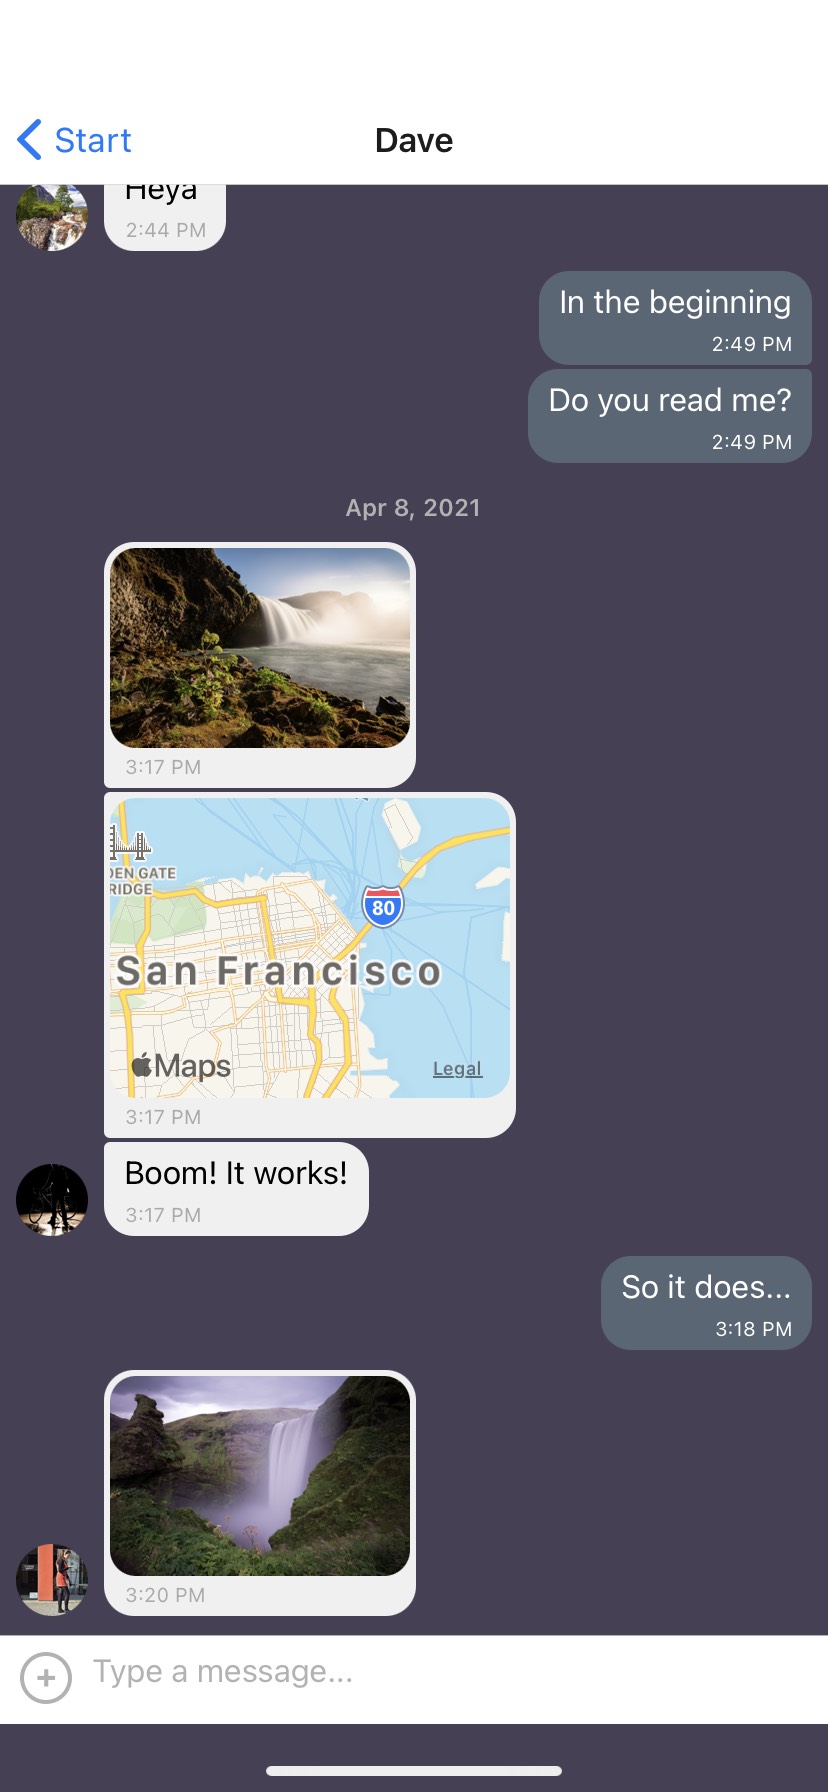 Start
Dave
Heya
2:44 PM
In the beginning
2:49 PM
Do you read me?
2:49 PM
Apr 8, 2021
3:17 PM
DEN GATE
RIDGE
80
San Francisco
Maps
Legal
3:17 PM
Boom! It works!
3:17 PM
So it does...
3:18 PM
3:20 PM
Type a message...